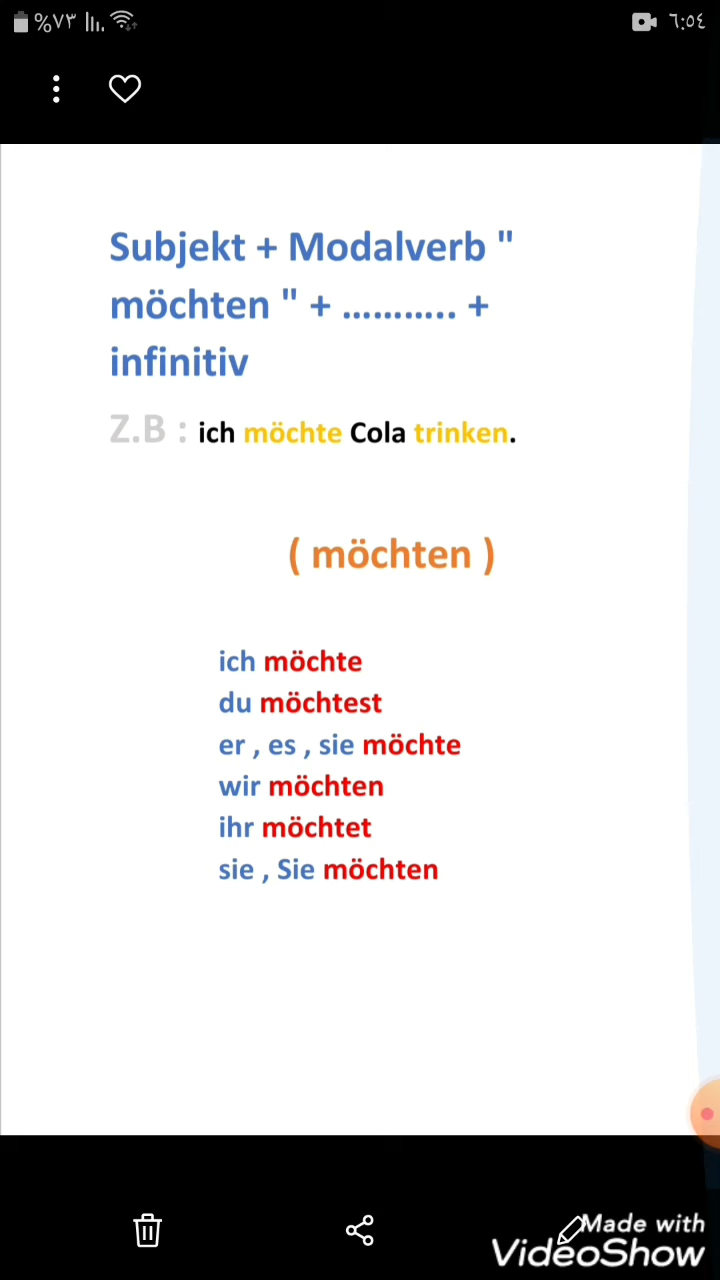 %٧٣ ٦:٥٤
Subjekt + Modalverb "
möchten " + ........... +
infinitiv
Z.B : ich möchte Cola trinken.
( möchten )
ich möchte
du möchtest
er , es , sie möchte
wir möchten
ihr möchtet
sie , Sie möchten
Made with
VideoShow